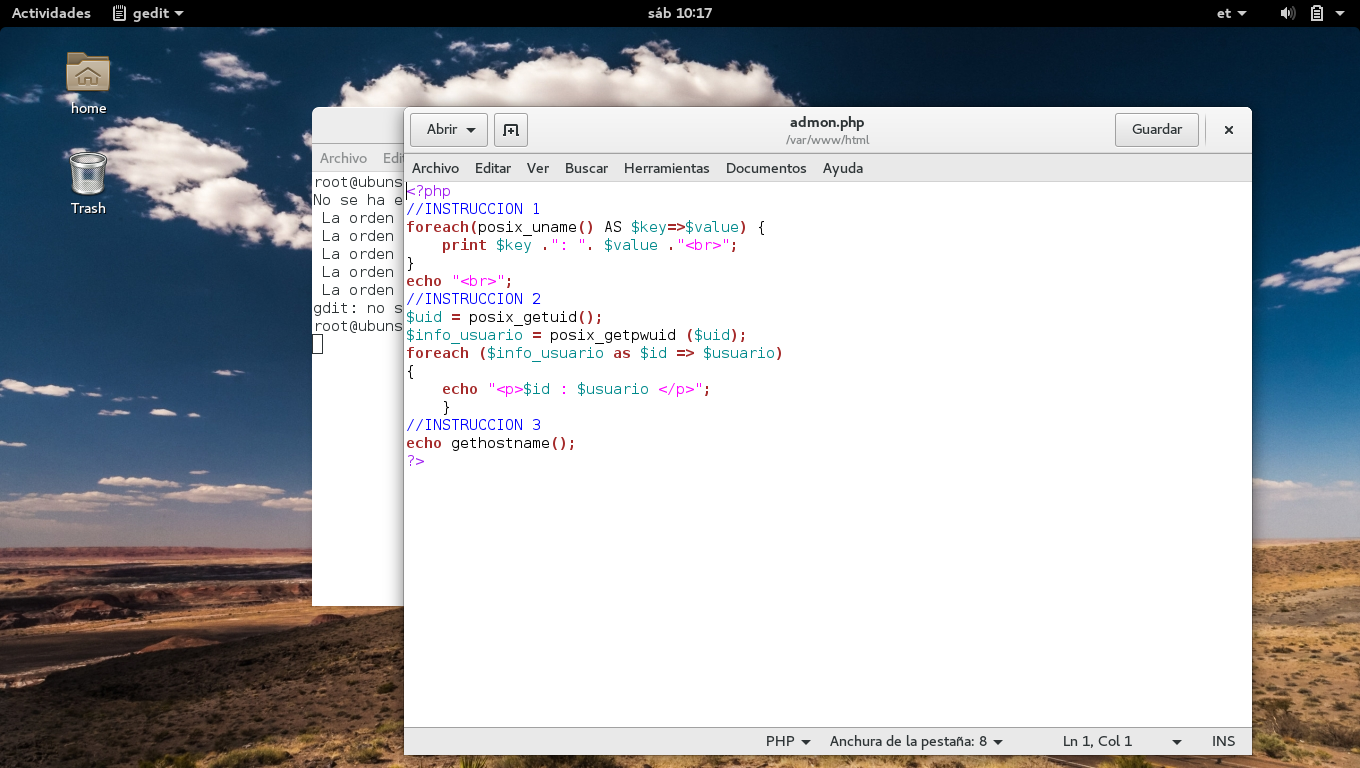 Actividades gedit sáb 10:17 et
home
Trash
Archivo
root@ubuns
No se ha e
La orden
La orden
La orden
La orden
La orden
gdit: no s
root@ubuns
Abrir admon.php Guardar
/var/www/html
Archivo Editar Ver Buscar Herramientas Documentos Ayuda
<?php
//INSTRUCCION 1
foreach(posix_uname() AS $key=>$value) {
    print $key .": ". $value ."<br>";
}
echo "<br>";
//INSTRUCCION 2
$uid = posix_getuid();
$info_usuario = posix_getpwuid ($uid);
foreach ($info_usuario as $id => $usuario)
{
    echo "<p>$id : $usuario </p>";
    }
//INSTRUCCION 3
echo gethostname();
?>
PHP Anchura de la pestaña: 8 Ln 1, Col 1 INS